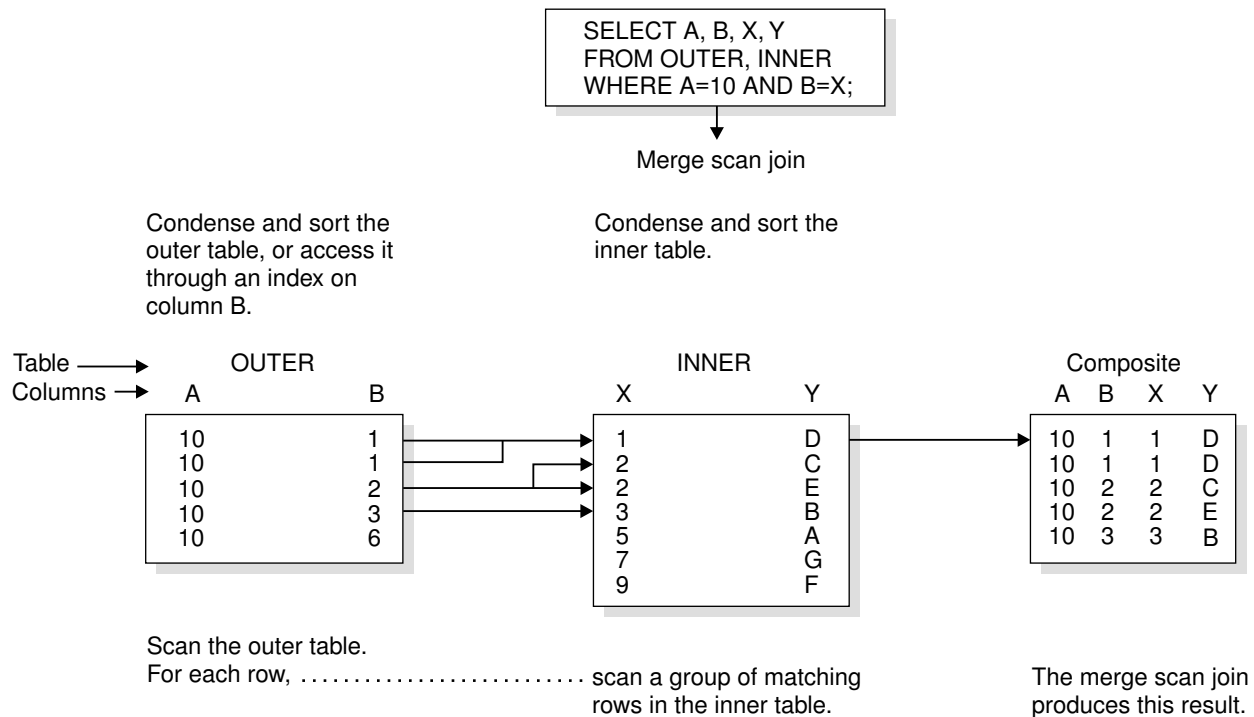 SELECT A, B, X, Y
FROM OUTER, INNER
WHERE A=10 AND B=X;
Merge scan join
Condense and sort the
outer table, or access it
through an index on
column B.
Condense and sort the
inner table.
Table OUTER INNER Composite
Columns A B X Y A B X Y
10 1 1 D 10 1 1 D
10 1 2 C 10 1 1 D
10 2 2 E 10 2 2 C
10 3 3 B 10 2 2 E
10 6 5 A 10 3 3 B
7 G
9 F
Scan the outer table.
For each row, ........................... scan a group of matching
rows in the inner table.
The merge scan join
produces this result.